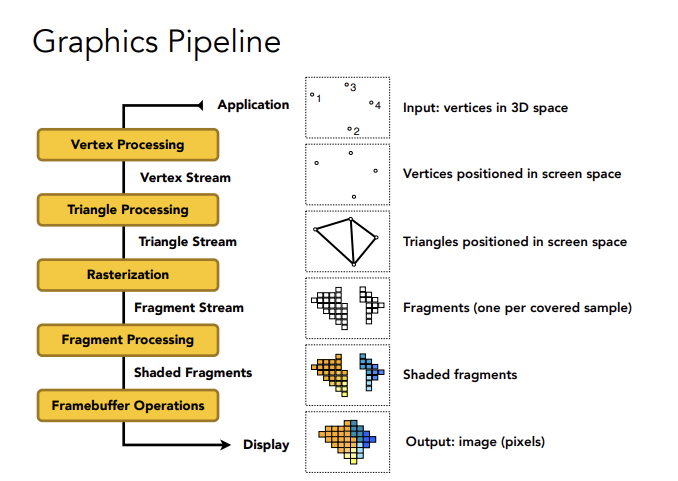 Graphics Pipeline
Application
1
3
4
2
Input: vertices in 3D space
Vertex Processing
Vertex Stream
Vertices positioned in screen space
Triangle Processing
Triangle Stream
Triangles positioned in screen space
Rasterization
Fragment Stream
Fragments (one per covered sample)
Fragment Processing
Shaded Fragments
Shaded fragments
Framebuffer Operations
Display
Output: image (pixels)